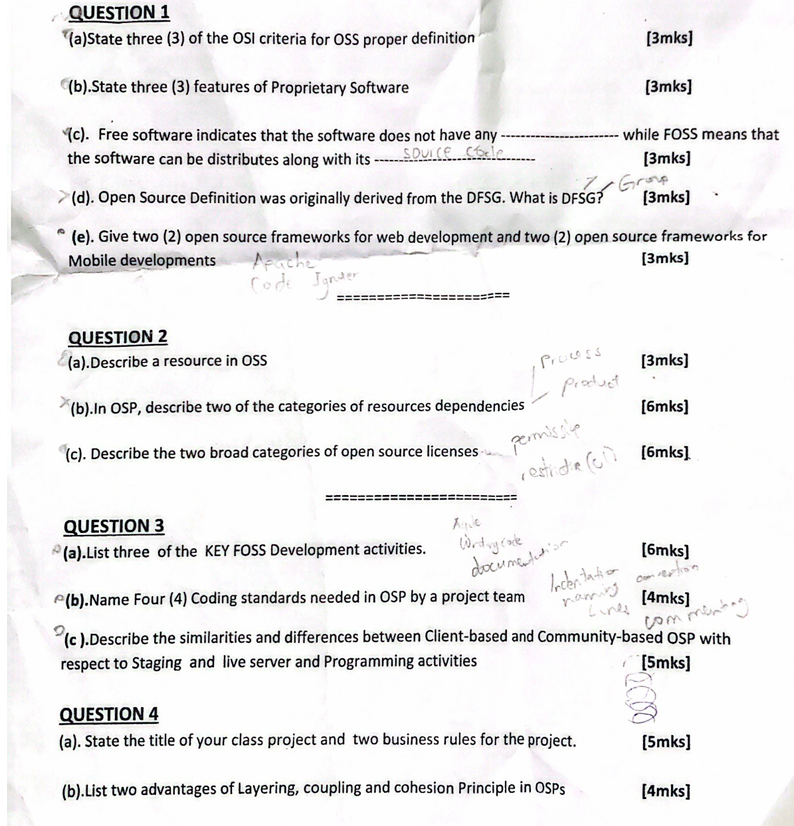 QUESTION 1
(a)State three (3) of the OSI criteria for OSS proper definition [3mks]
(b).State three (3) features of Proprietary Software [3mks]
(c). Free software indicates that the software does not have any ---------------------- while FOSS means that
the software can be distributes along with its ------------------------------ [3mks]
source code
Group
(d). Open Source Definition was originally derived from the DFSG. What is DFSG? [3mks]
(e). Give two (2) open source frameworks for web development and two (2) open source frameworks for
Mobile developments [3mks]
Apache
Code Igniter
=======================
QUESTION 2
(a).Describe a resource in OSS [3mks]
Process
Product
(b).In OSP, describe two of the categories of resources dependencies [6mks]
(c). Describe the two broad categories of open source licenses [6mks]
=========================
QUESTION 3
(a).List three of the KEY FOSS Development activities. [6mks]
documentation
Indentation
naming convention
(b).Name Four (4) Coding standards needed in OSP by a project team [4mks]
Lines commenting
(c ).Describe the similarities and differences between Client-based and Community-based OSP with
respect to Staging and live server and Programming activities [5mks]
QUESTION 4
(a). State the title of your class project and two business rules for the project. [5mks]
(b).List two advantages of Layering, coupling and cohesion Principle in OSPs [4mks]